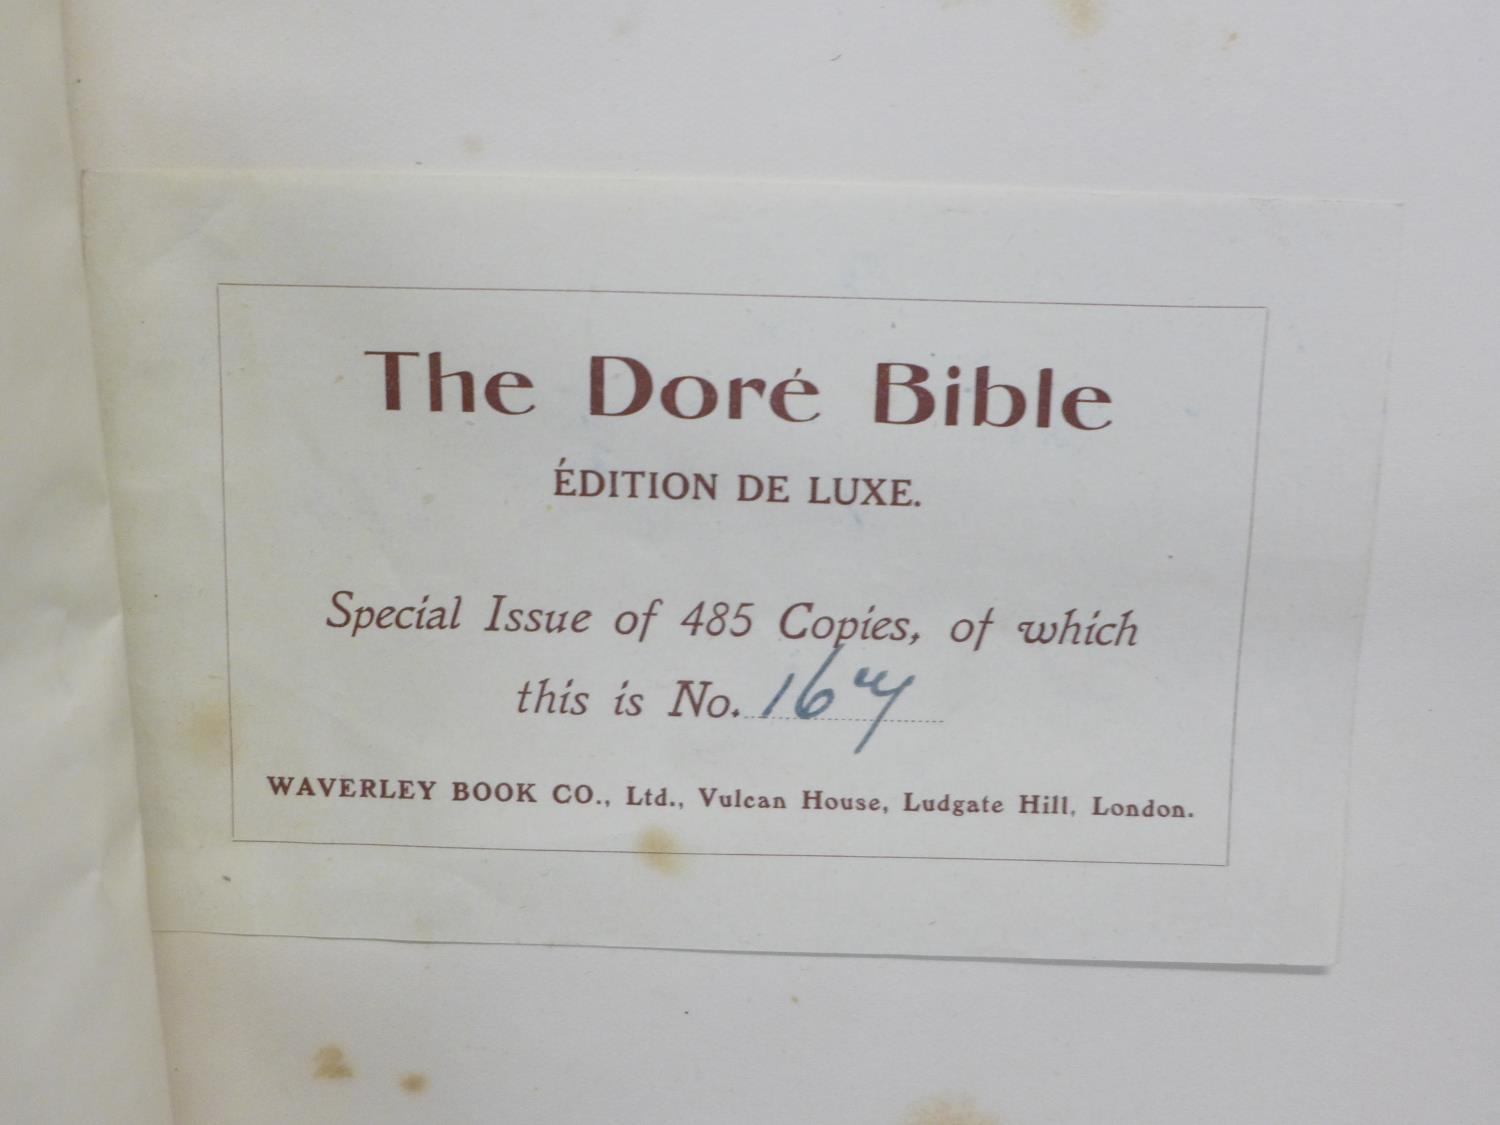 The Doré Bible
ÉDITION DE LUXE.
Special Issue of 485 Copies, of which
this is No. 167
WAVERLEY BOOK CO., Ltd., Vulcan House, Ludgate Hill, London.